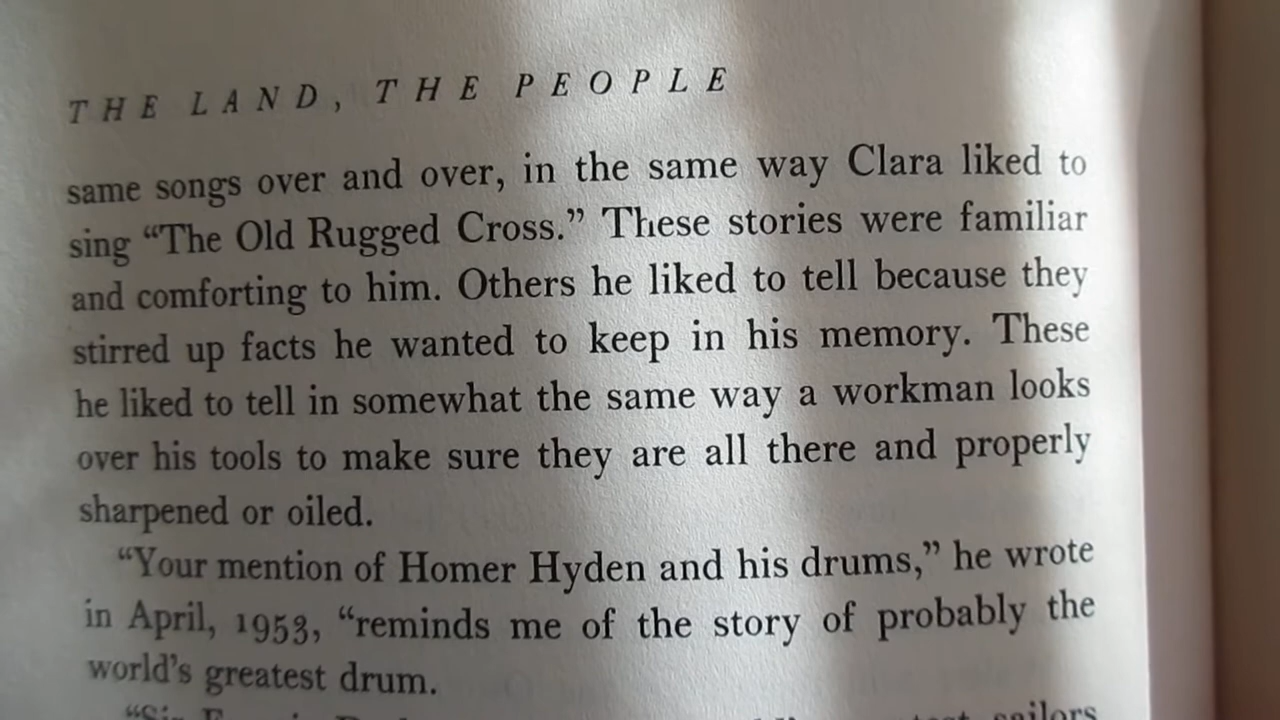 THE LAND, THE PEOPLE
same songs over and over, in the same way Clara liked to
sing “The Old Rugged Cross.” These stories were familiar
and comforting to him. Others he liked to tell because they
stirred up facts he wanted to keep in his memory. These
he liked to tell in somewhat the same way a workman looks
over his tools to make sure they are all there and properly
sharpened or oiled.
“Your mention of Homer Hyden and his drums,” he wrote
in April, 1953, “reminds me of the story of probably the
world’s greatest drum.
sailors